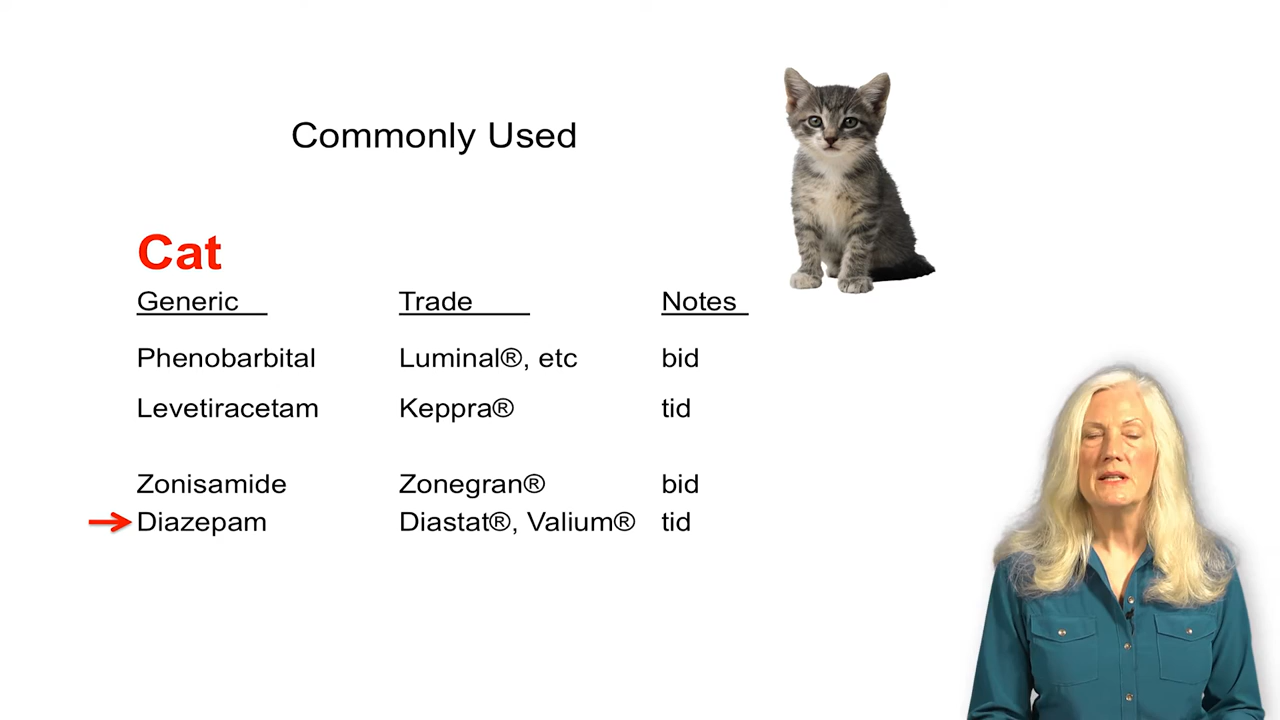 Commonly Used
Cat
Generic Trade Notes
Phenobarbital Luminal®, etc bid
Levetiracetam Keppra® tid
Zonisamide Zonegran® bid
Diazepam Diastat®, Valium® tid